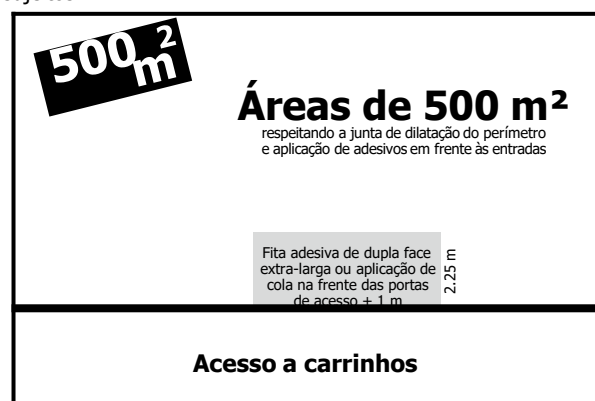 500 m²
Áreas de 500 m²
respeitando a junta de dilatação do perímetro
e aplicação de adesivos em frente às entradas
Fita adesiva de dupla face
extra-larga ou aplicação de
cola na frente das portas
de acesso + 1 m
2.25 m
Acesso a carrinhos